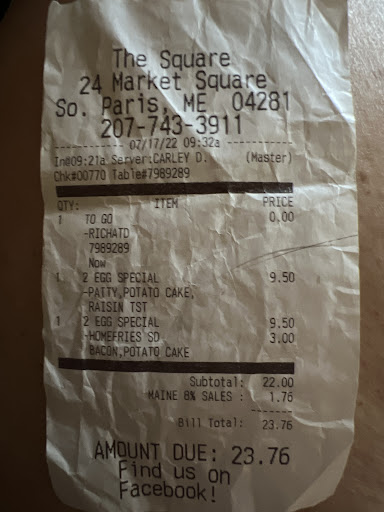 The Square
24 Market Square
So. Paris, ME 04281
207-743-3911
07/17/22 09:32a
In@09:21a Server:CARLEY D. (Master)
Chk#00770 Table#7989289
QTY: ITEM PRICE
1 TO GO 0.00
-RICHATD
7989289
Now
1 2 EGG SPECIAL 9.50
-PATTY,POTATO CAKE,
RAISIN TST
1 2 EGG SPECIAL 9.50
-HOMEFRIES SD 3.00
BACON,POTATO CAKE
Subtotal: 22.00
MAINE 8% SALES : 1.76
Bill Total: 23.76
AMOUNT DUE: 23.76
Find us on
Facebook!